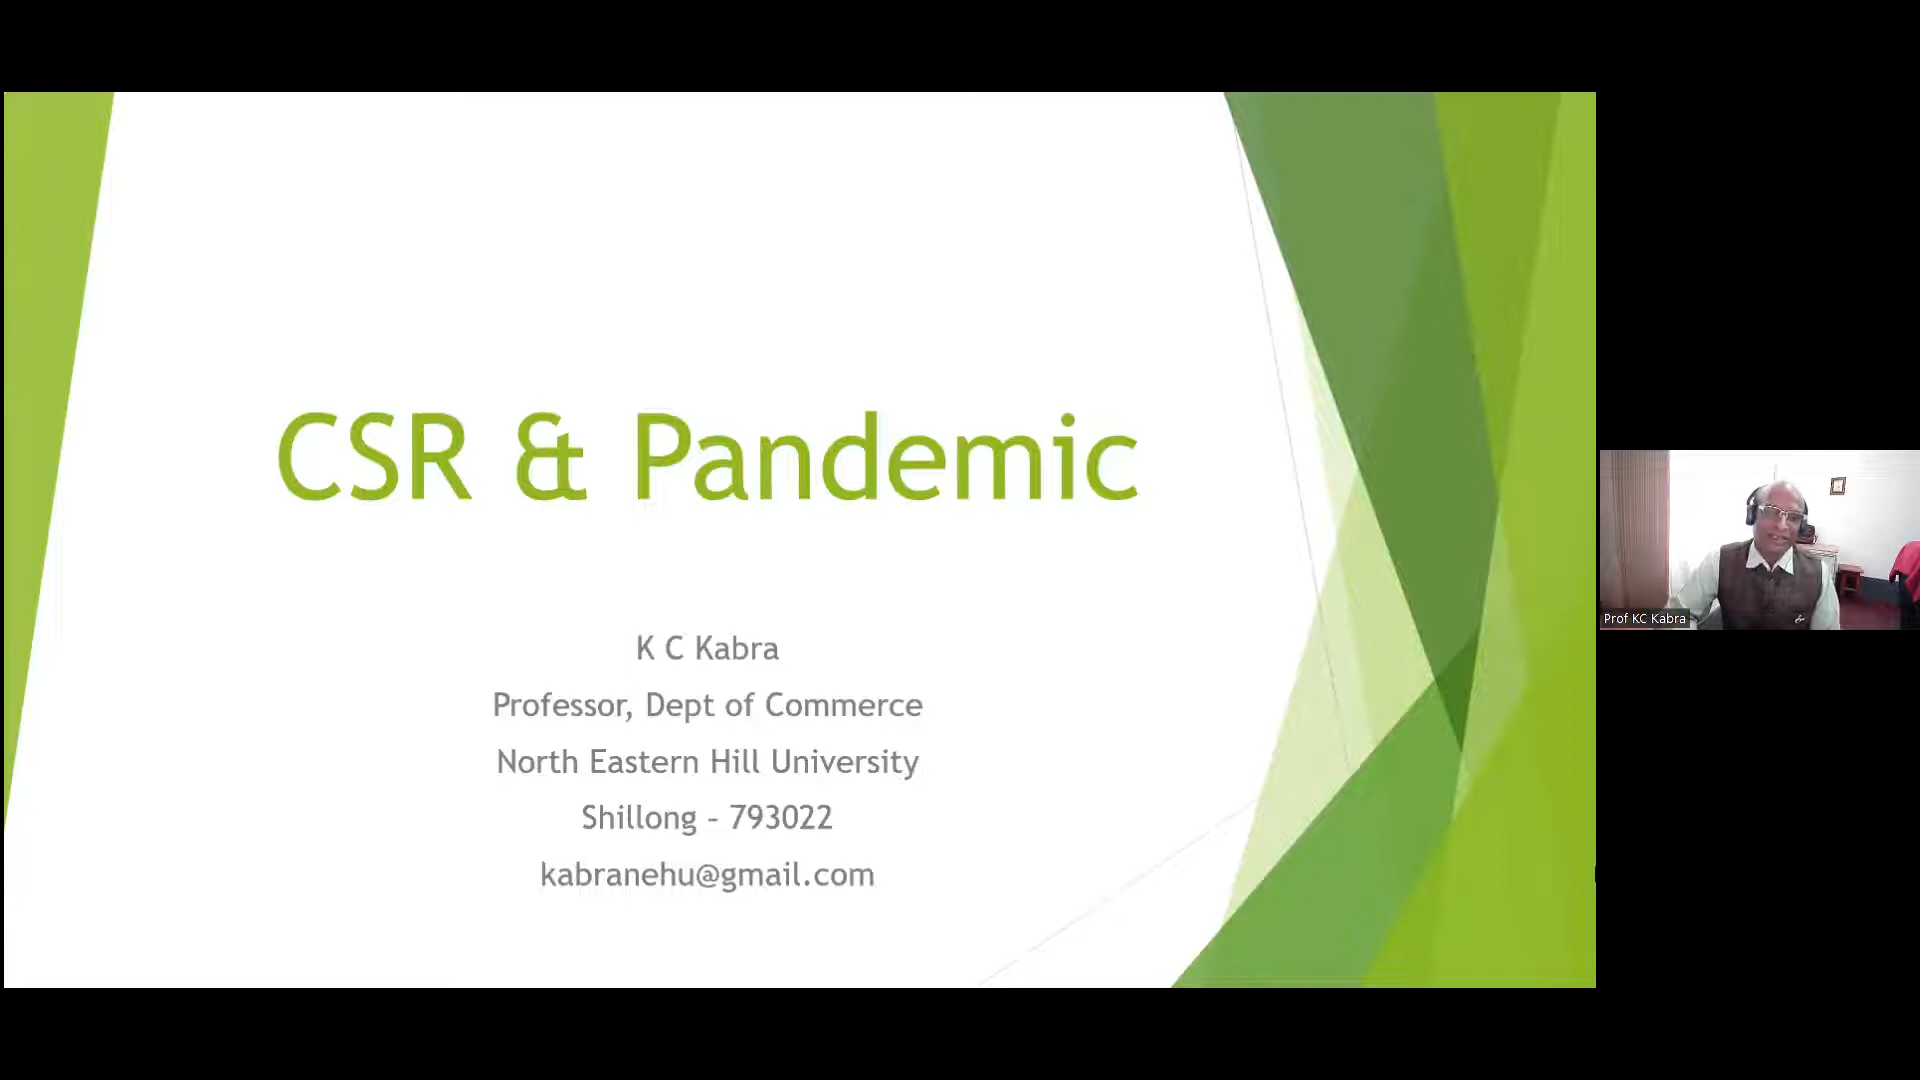 CSR & Pandemic
K C Kabra
Professor, Dept of Commerce
North Eastern Hill University
Shillong – 793022
kabranehu@gmail.com
Prof KC Kabra